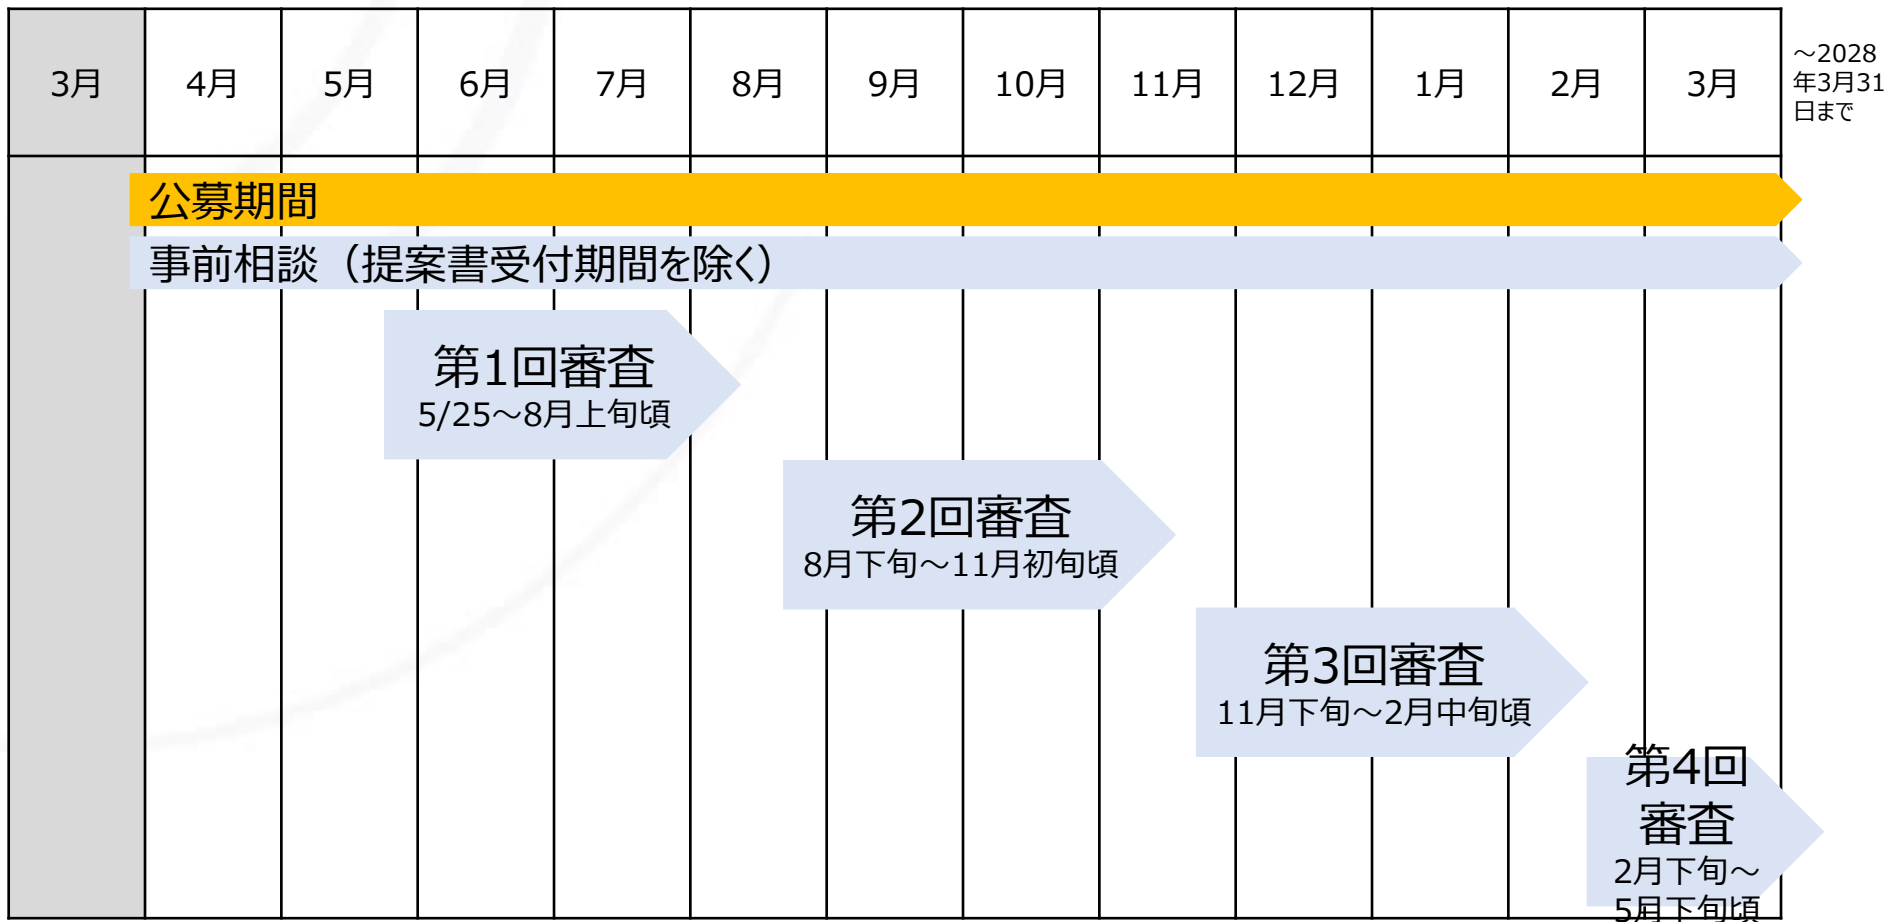 3月 4月 5月 6月 7月 8月 9月 10月 11月 12月 1月 2月 3月
～2028
年3月31
日まで
公募期間
事前相談（提案書受付期間を除く）
第1回審査
5/25～8月上旬頃
第2回審査
8月下旬～11月初旬頃
第3回審査
11月下旬～2月中旬頃
第4回
審査
2月下旬～
5月下旬頃